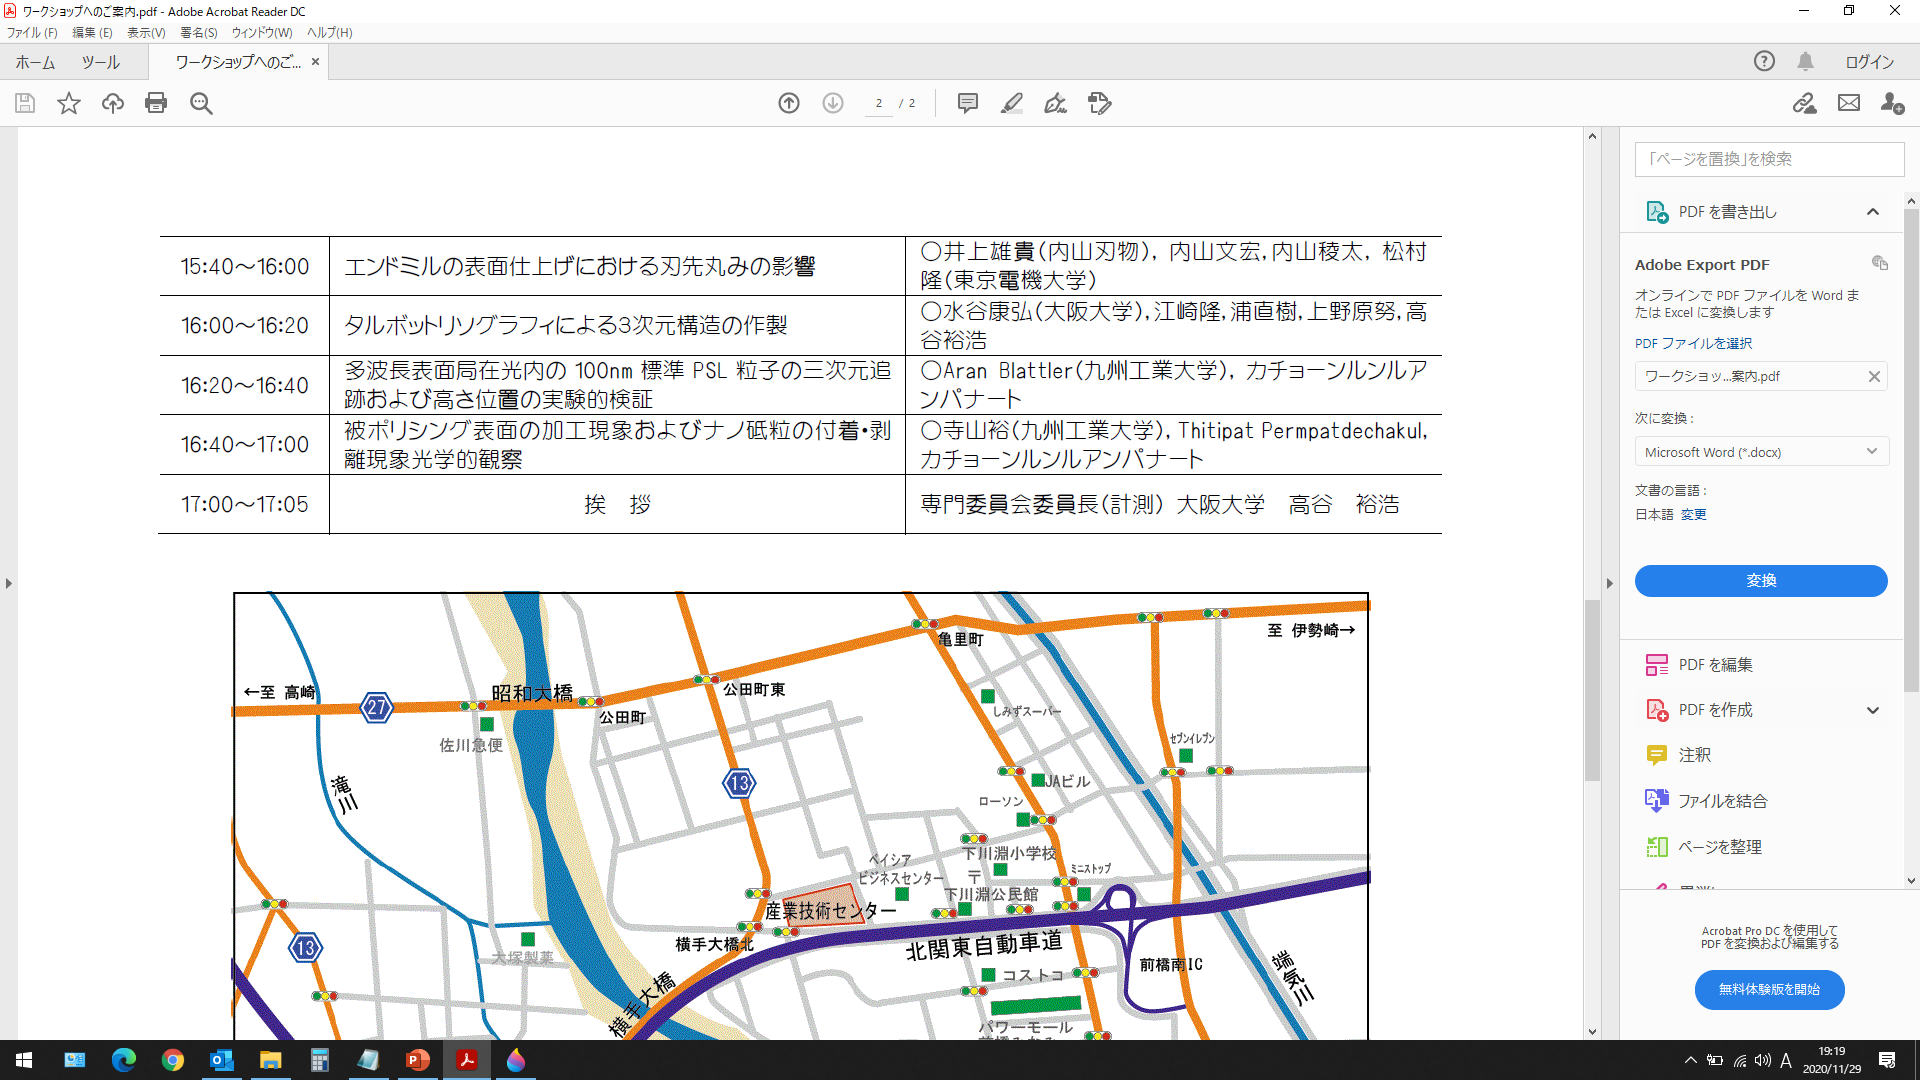 ワークショップへのご案内.pdf - Adobe Acrobat Reader DC
ファイル(F) 編集(E) 表示(V) 署名(S) ウィンドウ(W) ヘルプ(H)
ホーム ツール ワークショップへのご... × ログイン
2 / 2
15:40～16:00 エンドミルの表面仕上げにおける刃先丸みの影響 〇井上雄貴(内山刃物), 内山文宏,内山稜太, 松村
隆(東京電機大学)
16:00～16:20 タルボットリソグラフィによる3次元構造の作製 〇水谷康弘(大阪大学),江崎隆,浦直樹,上野原努,高
谷裕浩
16:20～16:40 多波長表面局在光内の 100nm 標準 PSL 粒子の三次元追
跡および高さ位置の実験的検証
〇Aran Blattler(九州工業大学), カチョーンルンルア
ンパナート
16:40～17:00 被ポリシング表面の加工現象およびナノ砥粒の付着・剥
離現象光学的観察
〇寺山裕(九州工業大学),Thitipat Permpatdechakul,
カチョーンルンルアンパナート
17:00～17:05 挨 拶 専門委員会委員長(計測) 大阪大学 高谷 裕浩
至 伊勢崎→
亀里町
←至 高崎
27
昭和大橋
公田町東
公田町
佐川急便
しみずスーパー
セブンイレブン
滝川
13
JAビル
ローソン
下川淵小学校
ベイシア
ビジネスセンター
〒
ミニストップ
下川淵公民館
産業技術センター
横手大橋北
13
大塚製薬
北関東自動車道
前橋南IC
コストコ
端気川
横手大橋
パワーモール
「ページを置換」を検索
PDF を書き出し
Adobe Export PDF
オンラインで PDF ファイルを Word ま
たは Excel に変換します
PDF ファイルを選択
ワークショッ...案内.pdf
次に変換 :
Microsoft Word (*.docx)
文書の言語 :
日本語 変更
変換
PDF を編集
PDF を作成
注釈
ファイルを結合
ページを整理
Acrobat Pro DC を使用して
PDF を変換および編集する
無料体験版を開始
A
19:19
2020/11/29